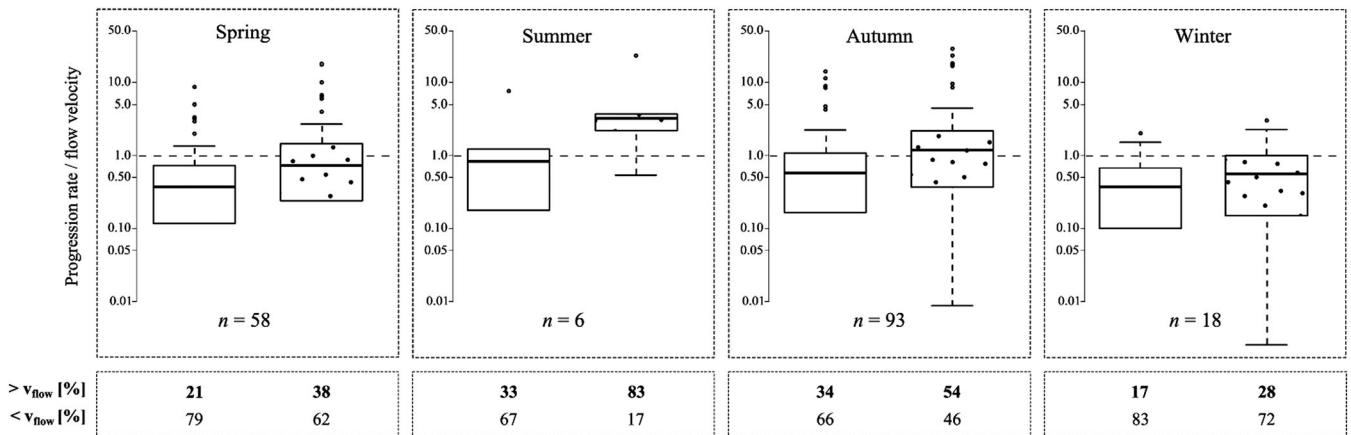 Progression rate / flow velocity
Spring
50.0
10.0
5.0
1.0
0.50
0.10
0.05
0.01
n = 58
Summer
50.0
10.0
5.0
1.0
0.50
0.10
0.05
0.01
n = 6
Autumn
50.0
10.0
5.0
1.0
0.50
0.10
0.05
0.01
n = 93
Winter
50.0
10.0
5.0
1.0
0.50
0.10
0.05
0.01
n = 18
> vflow [%] 21 38 33 83 34 54 17 28
< vflow [%] 79 62 67 17 66 46 83 72